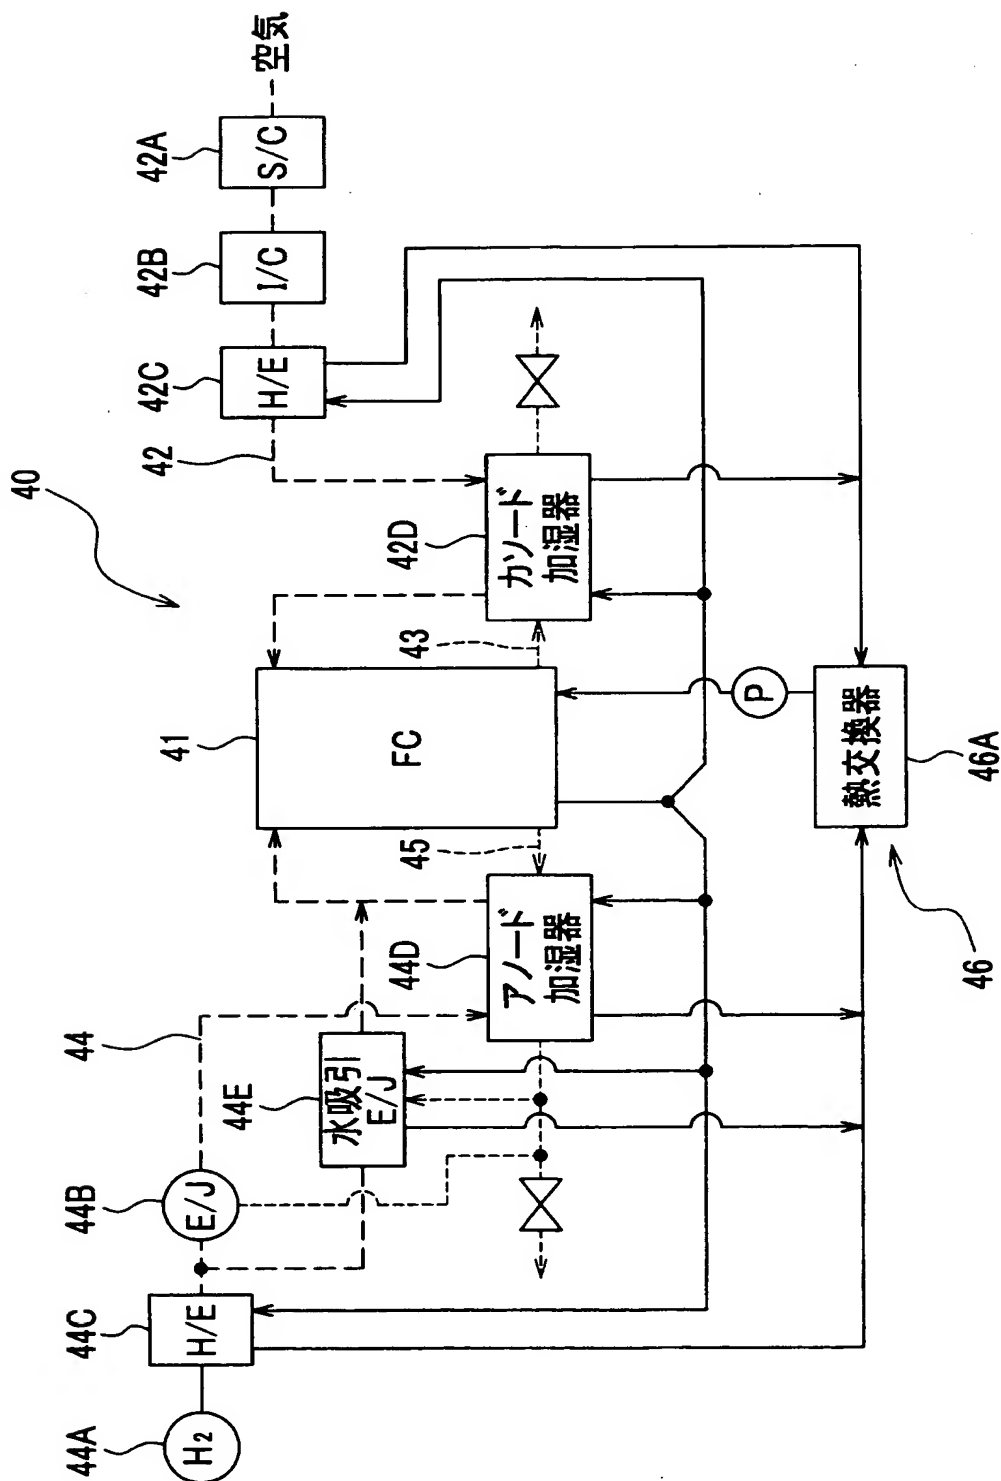 40
空気
42A
S/C
42B
I/C
42C
H/E
42
42D
カソード
加湿器
43
41
FC
P
熱交換器
46A
46
45
アノード
加湿器
44D
44
44E
水吸引
E/J
44B
E/J
44C
H/E
44A
H2